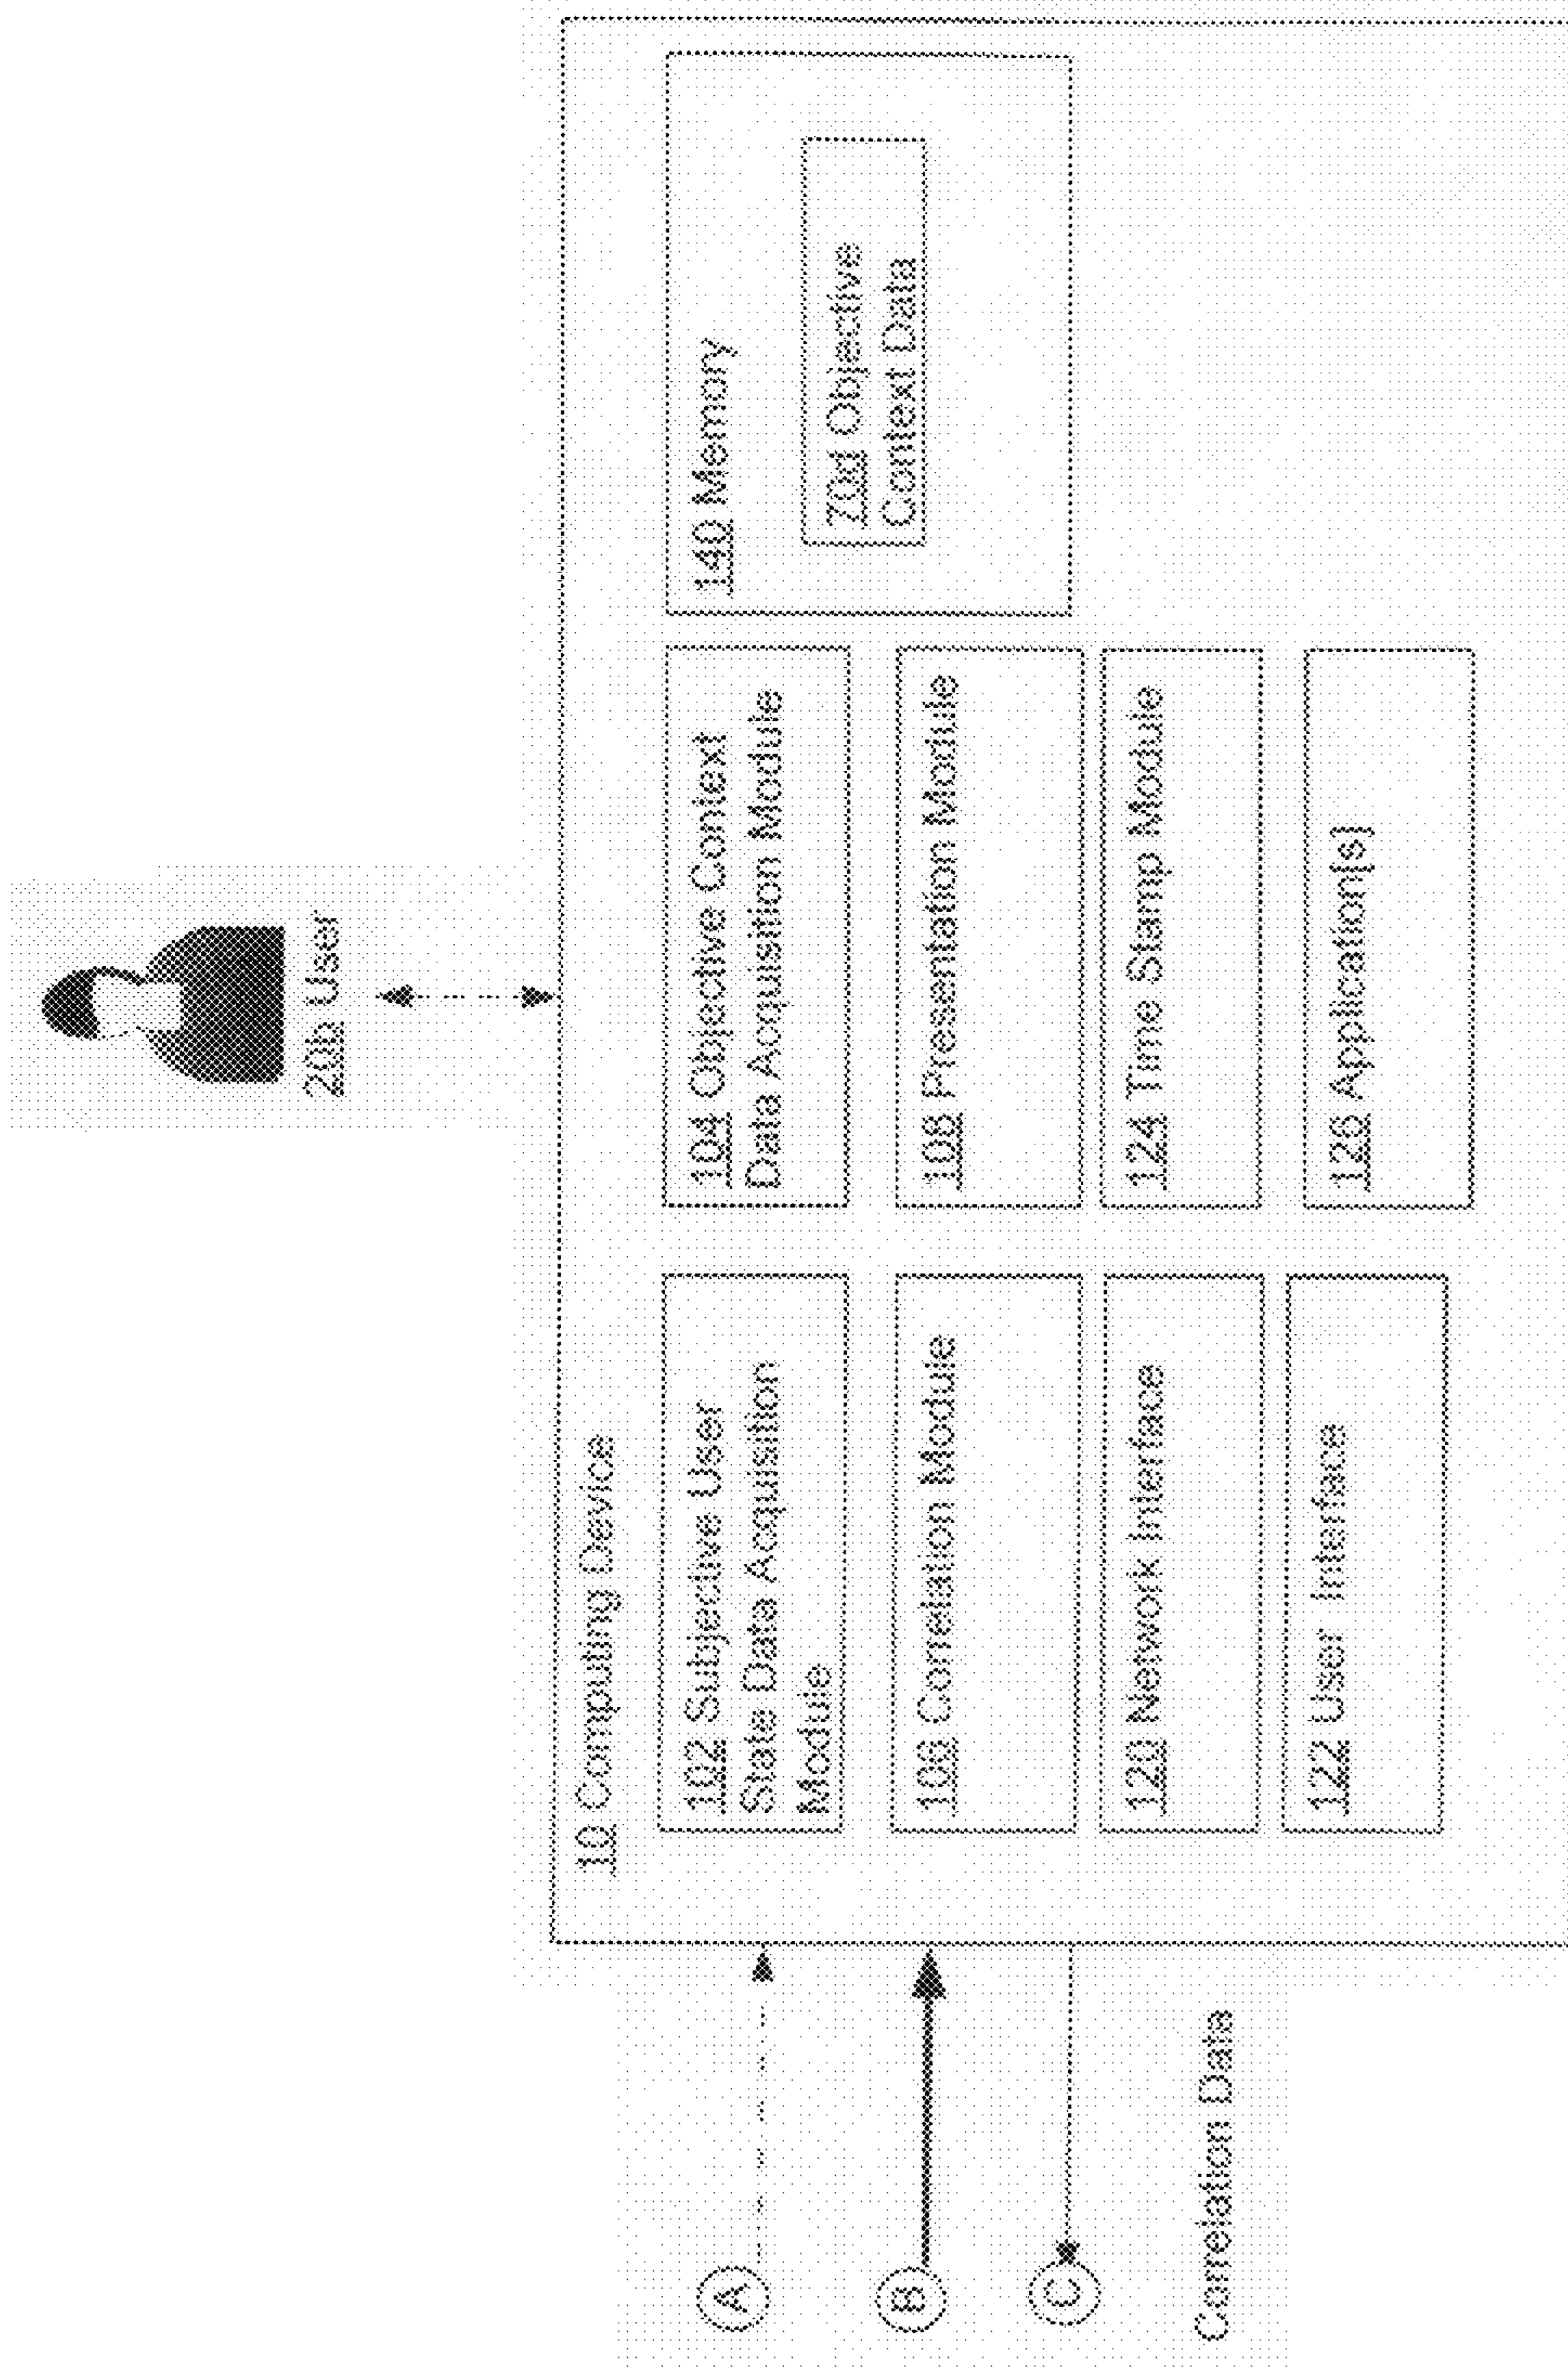 20b User
10 Computing Device
A
102 Subjective User
State Data Acquisition
Module
104 Objective Context
Data Acquisition Module
140 Memory
70d Objective
Context Data
B
106 Correlation Module
108 Presentation Module
C
120 Network Interface
124 Time Stamp Module
Correlation Data
122 User Interface
126 Application[s]